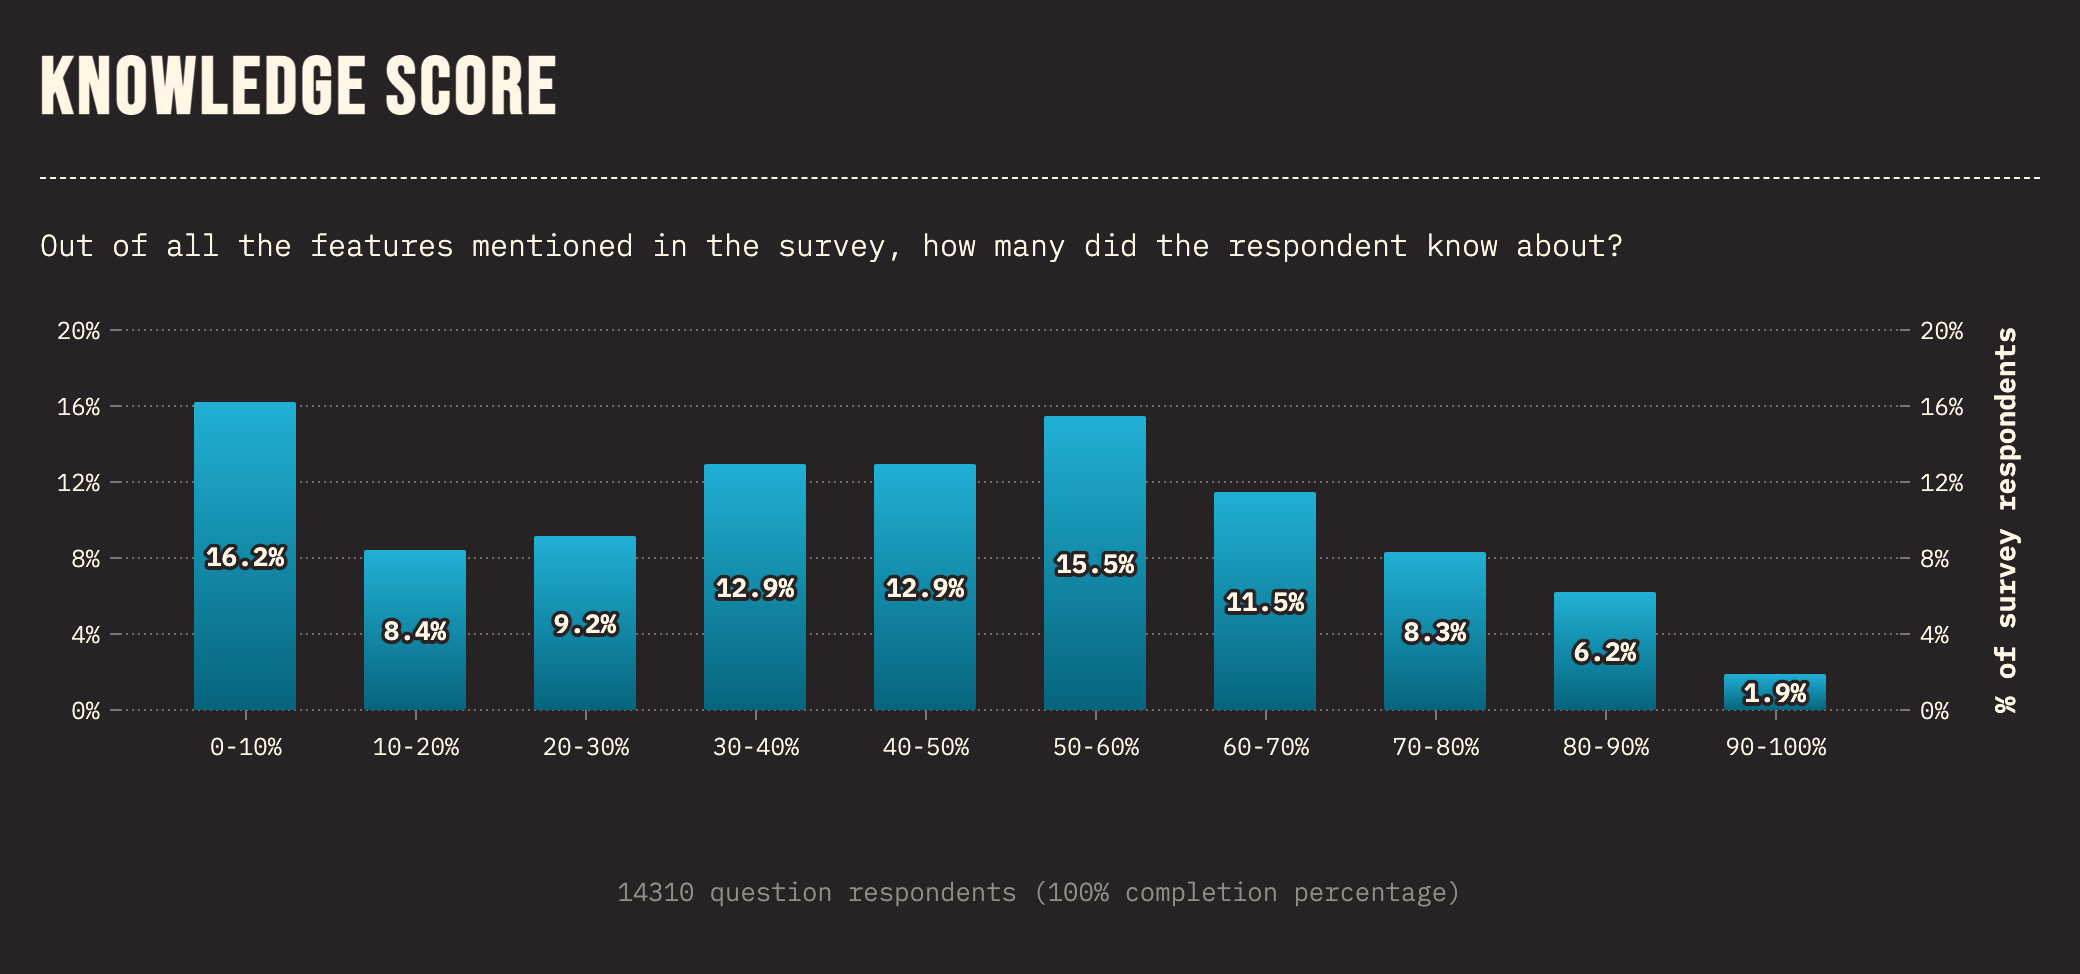 KNOWLEDGE SCORE
Out of all the features mentioned in the survey, how many did the respondent know about?
20% 20%
16% 16%
12% 12%
8% 8%
4% 4%
0% 0%
16.2% 8.4% 9.2% 12.9% 12.9% 15.5% 11.5% 8.3% 6.2% 1.9%
0-10% 10-20% 20-30% 30-40% 40-50% 50-60% 60-70% 70-80% 80-90% 90-100%
% of survey respondents
14310 question respondents (100% completion percentage)